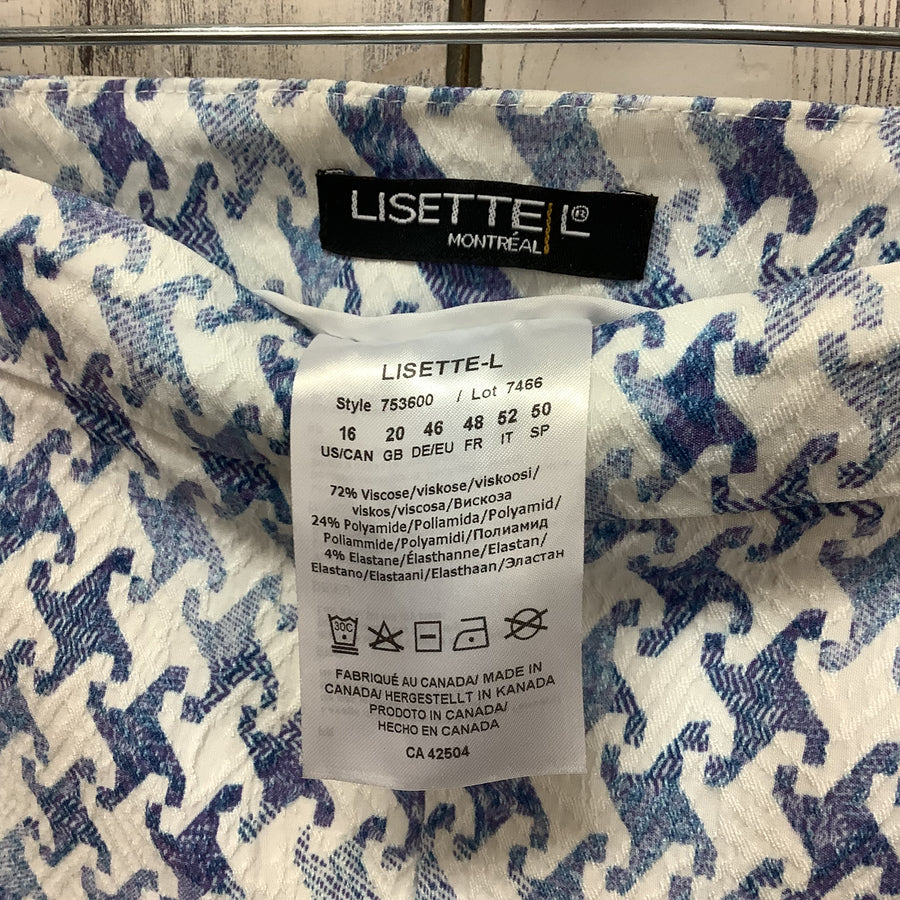 LISETTE L®
MONTRÉAL
LISETTE-L
Style 753600 / Lot 7466
16 20 46 48 52 50
US/CAN GB DE/EU FR IT SP
72% Viscose/viskose/viskoosi/
viskos/viscosa/Вискоза
24% Polyamide/Poliamida/Polyamid/
Poliammide/Polyamidi/Полиамид
4% Elastane/Élasthanne/Elastan/
Elastano/Elastaani/Elasthaan/Эластан
30C
FABRIQUÉ AU CANADA/ MADE IN
CANADA/ HERGESTELLT IN KANADA
PRODOTO IN CANADA/
HECHO EN CANADA
CA 42504